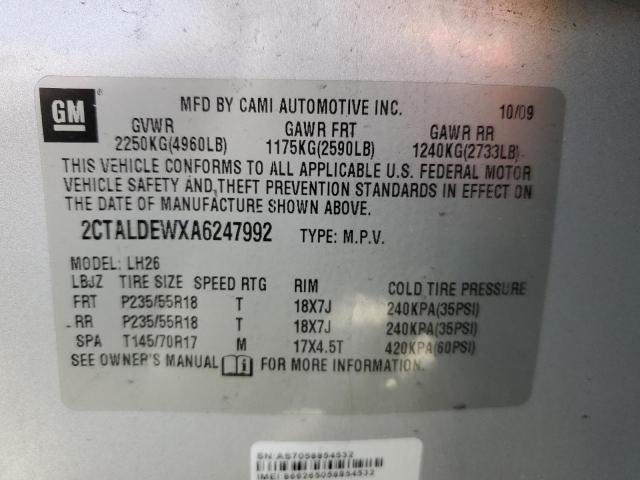 GM
MFD BY CAMI AUTOMOTIVE INC. 10/09
GVWR GAWR FRT GAWR RR
2250KG(4960LB) 1175KG(2590LB) 1240KG(2733LB)
THIS VEHICLE CONFORMS TO ALL APPLICABLE U.S. FEDERAL MOTOR
VEHICLE SAFETY AND THEFT PREVENTION STANDARDS IN EFFECT ON
THE DATE OF MANUFACTURE SHOWN ABOVE.
2CTALDEWXA6247992 TYPE: M.P.V.
MODEL: LH26
LBJZ TIRE SIZE SPEED RTG RIM COLD TIRE PRESSURE
FRT P235/55R18 T 18X7J 240KPA(35PSI)
RR P235/55R18 T 18X7J 240KPA(35PSI)
SPA T145/70R17 M 17X4.5T 420KPA(60PSI)
SEE OWNER'S MANUAL FOR MORE INFORMATION.
SN: AS7058854532
IMEI: